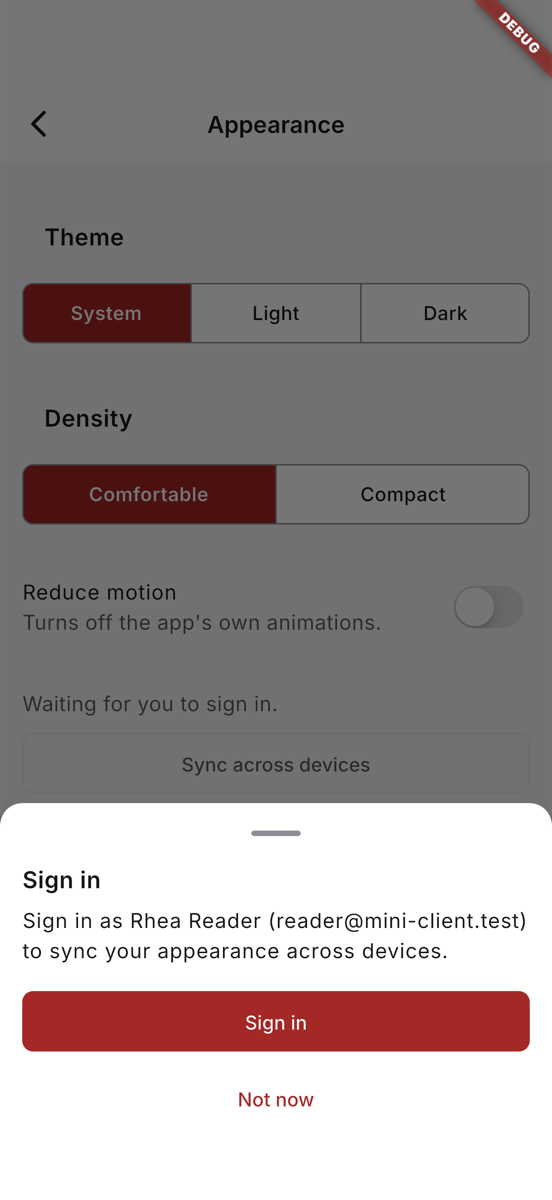 DEBUG
Appearance
Theme
System Light Dark
Density
Comfortable Compact
Reduce motion
Turns off the app's own animations.
Waiting for you to sign in.
Sync across devices
Sign in
Sign in as Rhea Reader (reader@mini-client.test)
to sync your appearance across devices.
Sign in
Not now